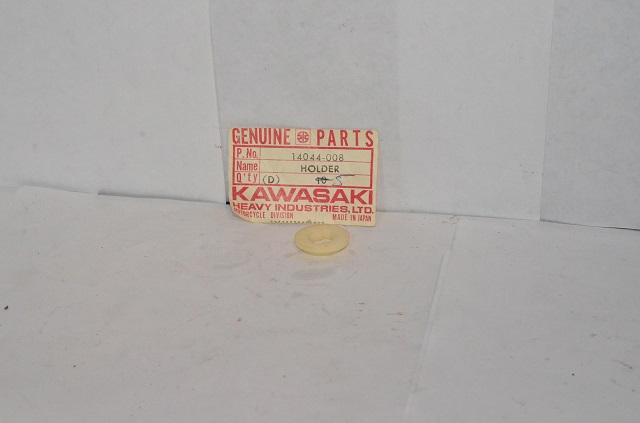 GENUINE PARTS
P. No. 14044-008
Name HOLDER
Q'ty (D) 10 5
KAWASAKI
HEAVY INDUSTRIES, LTD.
MOTORCYCLE DIVISION MADE IN JAPAN